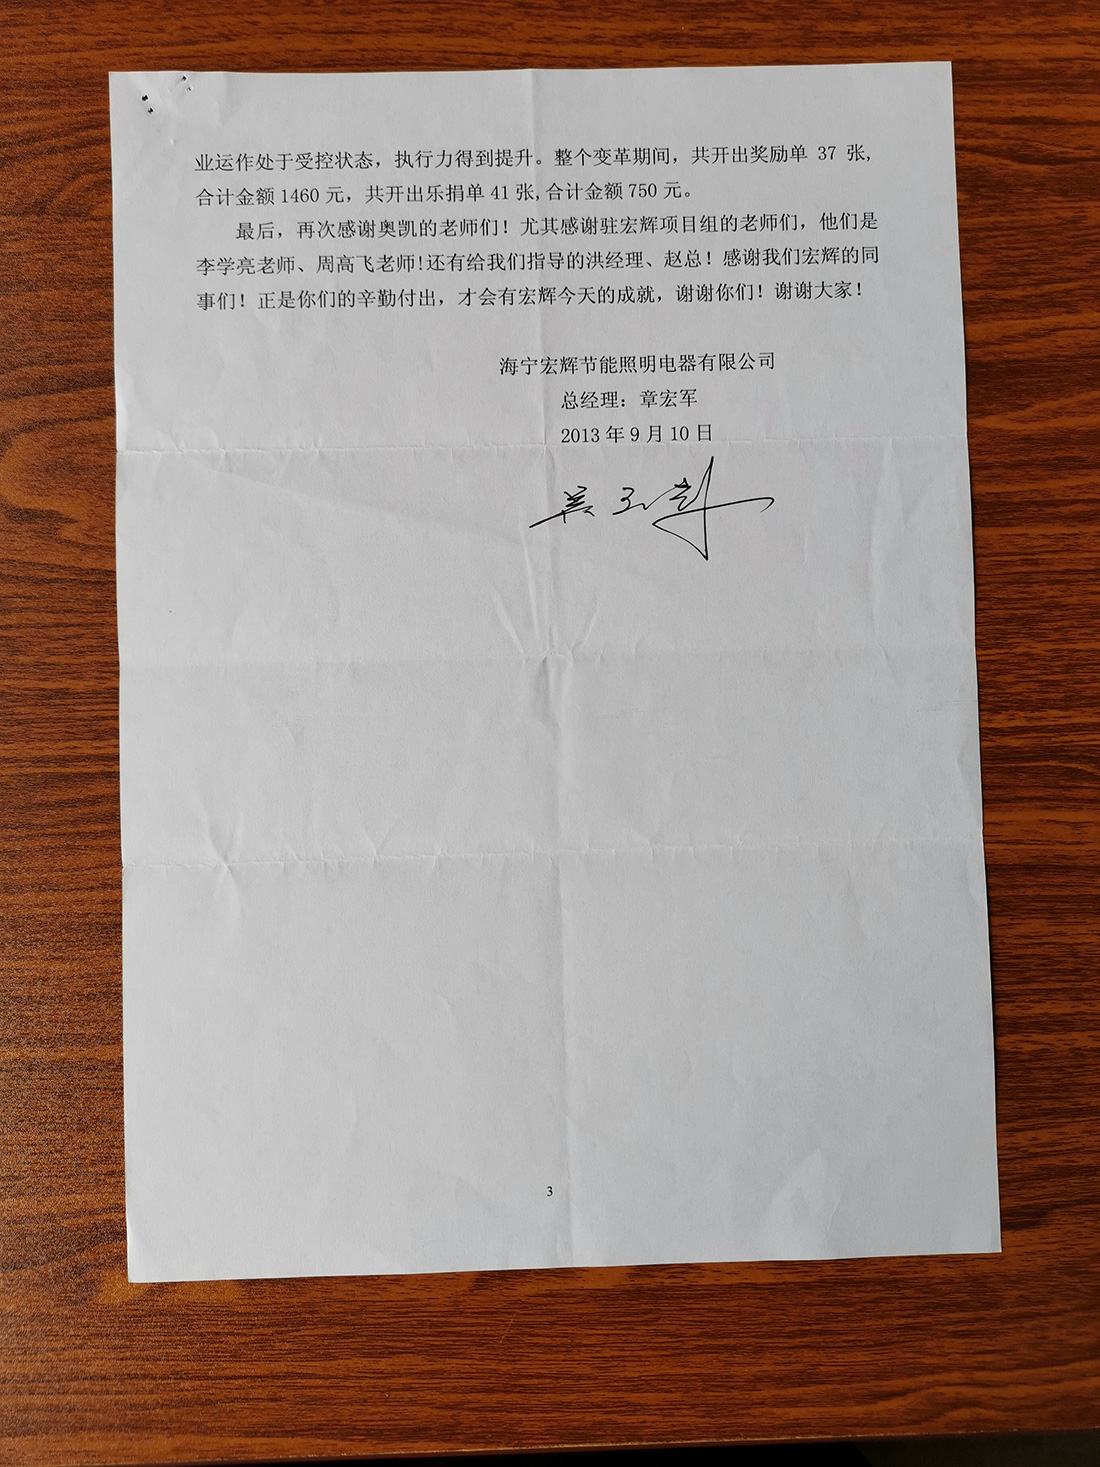 业运作处于受控状态，执行力得到提升。整个变革期间，共开出奖励单 37 张，
合计金额1460 元，共开出乐捐单 41 张,合计金额 750 元。
最后，再次感谢奥凯的老师们！尤其感谢驻宏辉项目组的老师们，他们是
李学亮老师、周高飞老师!还有给我们指导的洪经理、赵总！感谢我们宏辉的同
事们！正是你们的辛勤付出，才会有宏辉今天的成就，谢谢你们！谢谢大家！
海宁宏辉节能照明电器有限公司
总经理：章宏军
2013 年 9 月 10 日
3